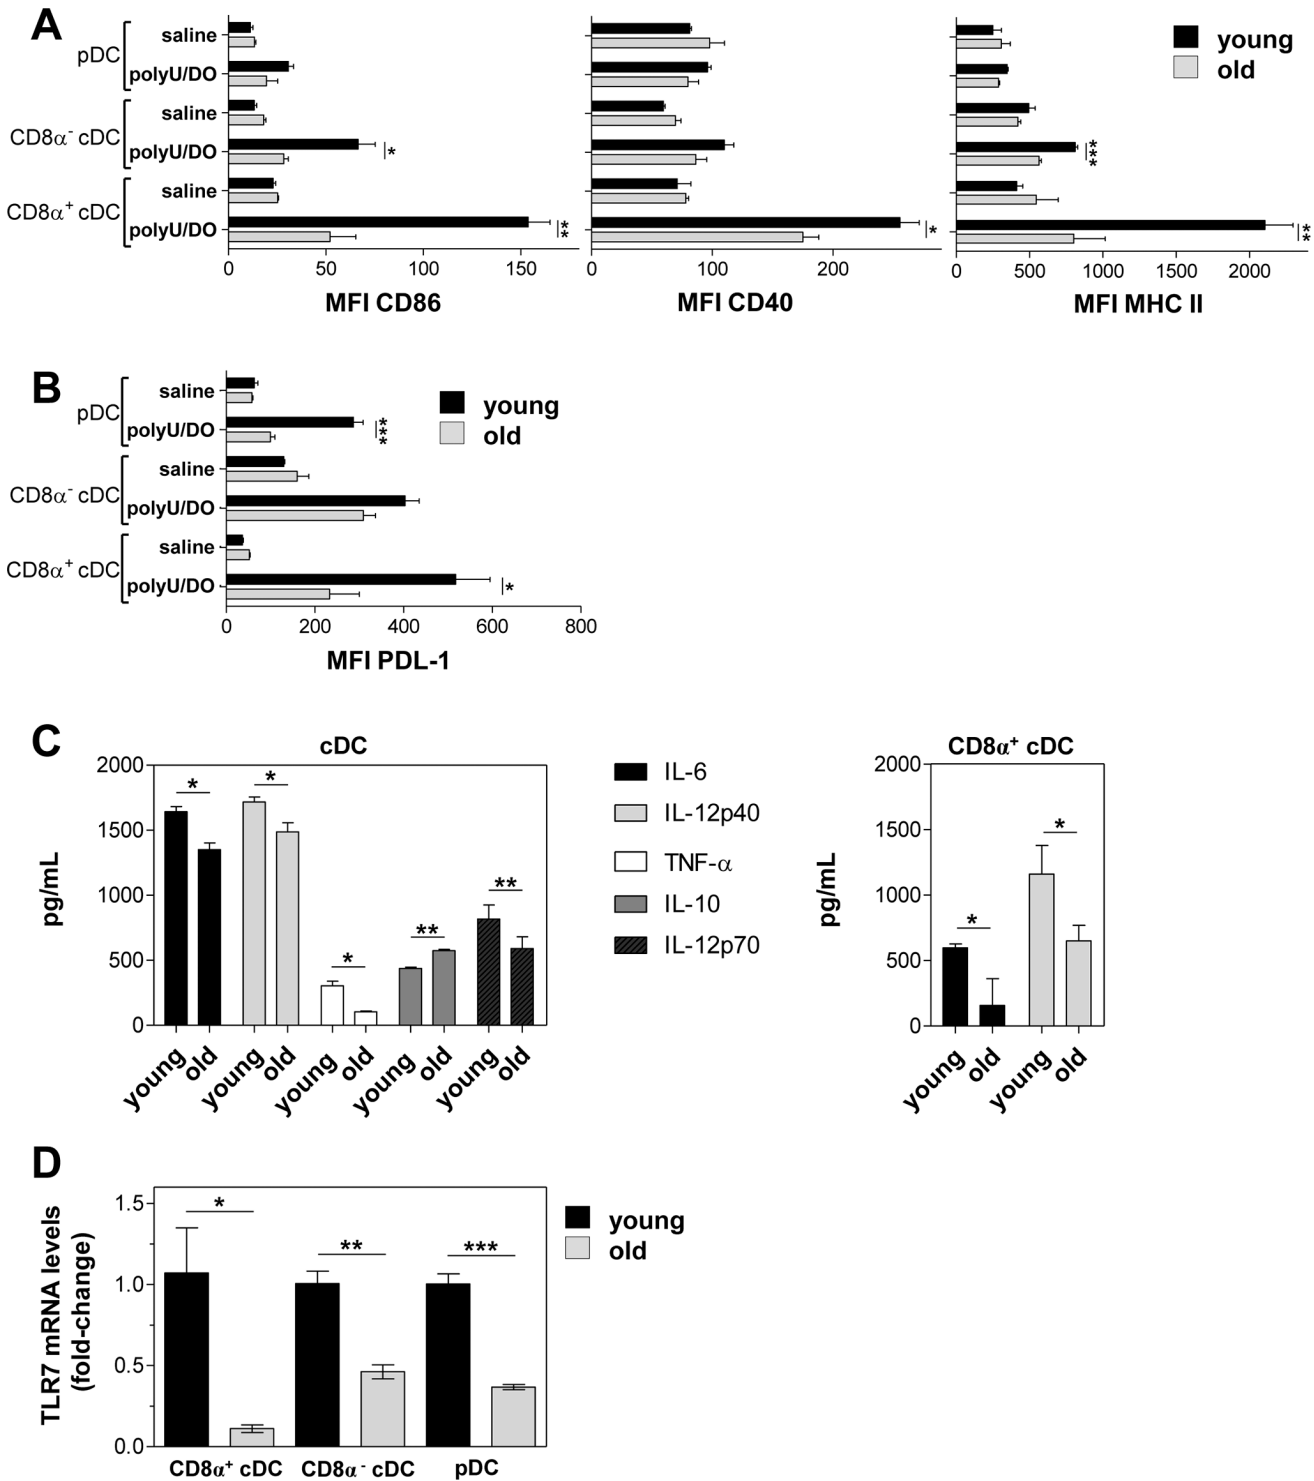 A
pDC
saline
polyU/DO
CD8α⁻ cDC
saline
polyU/DO
CD8α⁺ cDC
saline
polyU/DO
*
**
0 50 100 150
MFI CD86
*
0 100 200
MFI CD40
***
**
0 500 1000 1500 2000
MFI MHC II
young
old
B
pDC
saline
polyU/DO
CD8α⁻ cDC
saline
polyU/DO
CD8α⁺ cDC
saline
polyU/DO
***
*
0 200 400 600 800
MFI PDL-1
young
old
C
cDC
pg/mL
2000
1500
1000
500
0
* * * ** **
young old young old young old young old young old
IL-6
IL-12p40
TNF-α
IL-10
IL-12p70
CD8α⁺ cDC
pg/mL
2000
1500
1000
500
0
* *
young old young old
D
TLR7 mRNA levels
(fold-change)
1.5
1.0
0.5
0.0
* ** ***
CD8α⁺ cDC CD8α⁻ cDC pDC
young
old